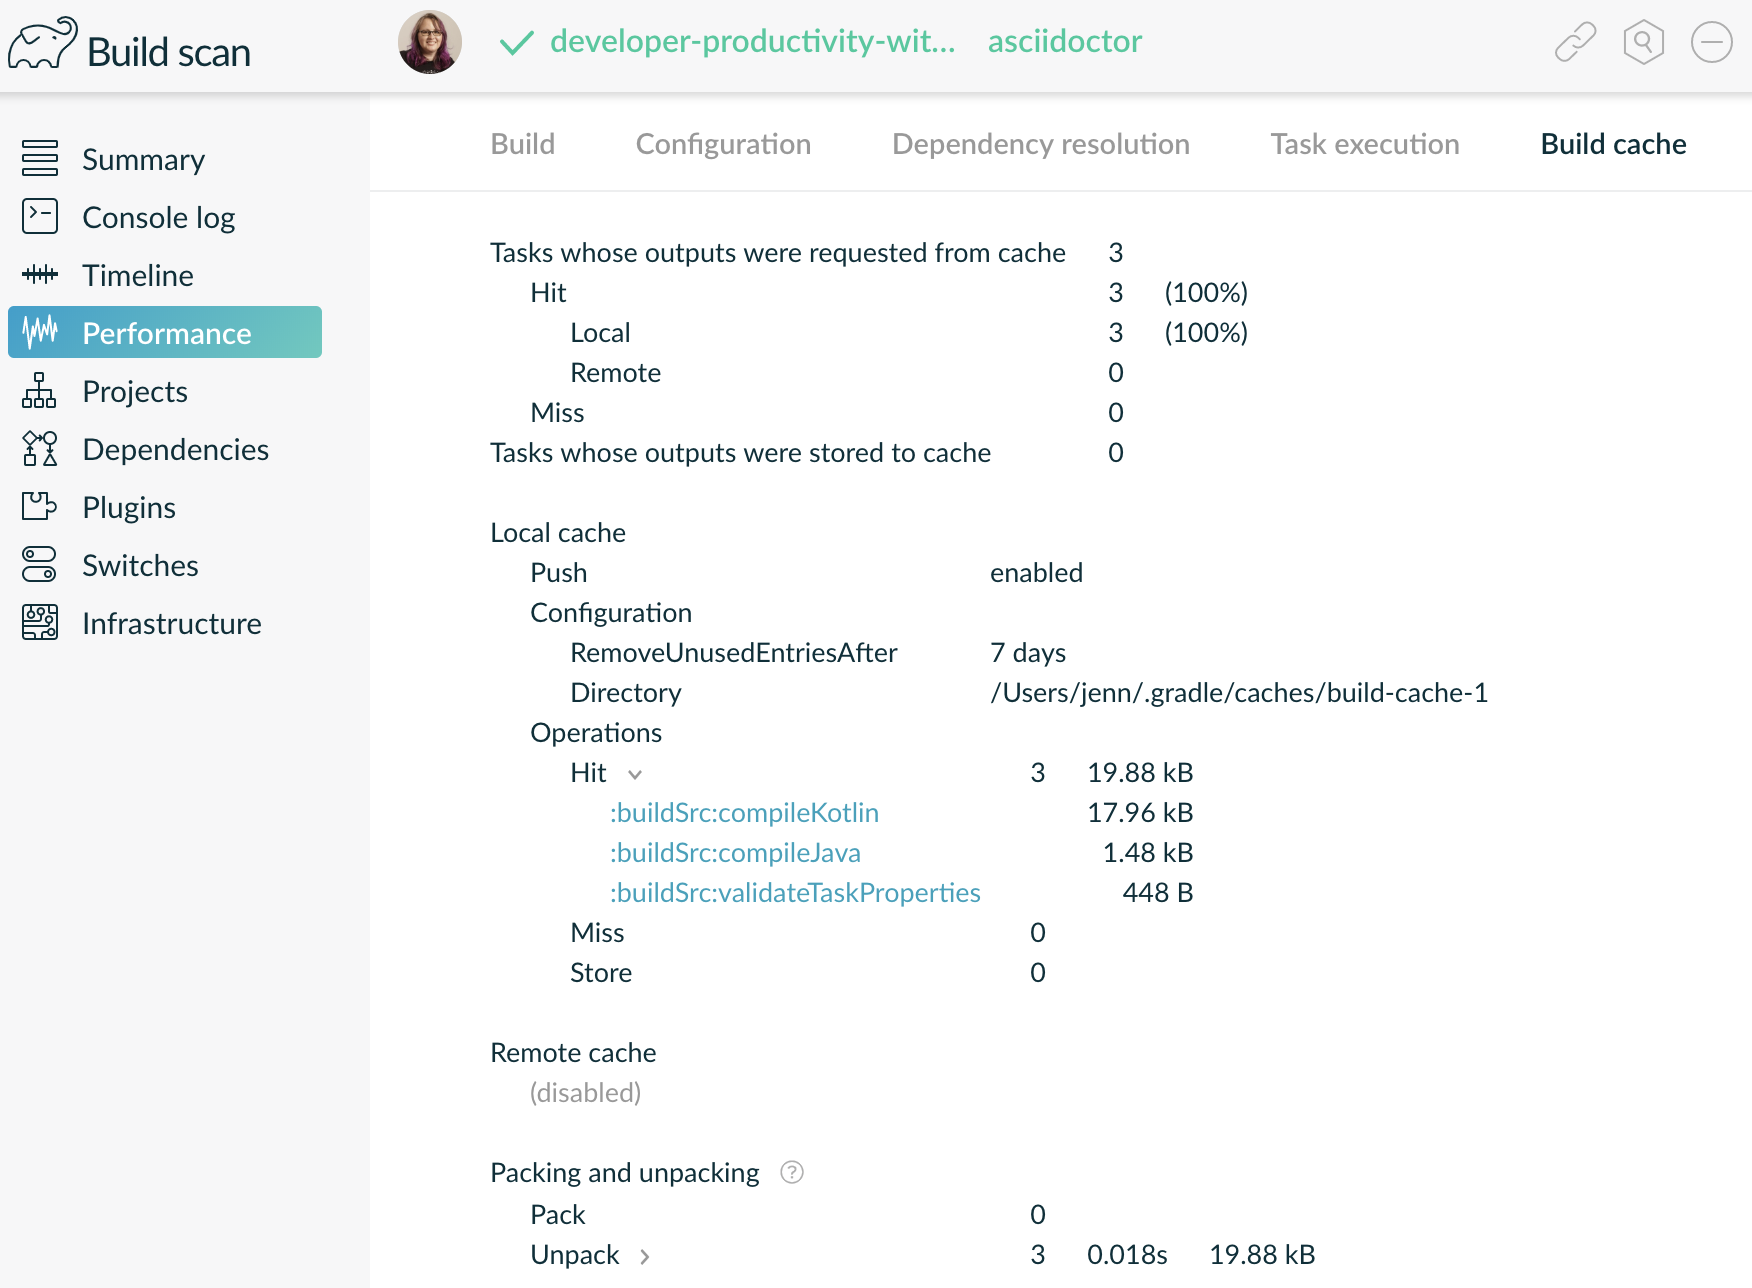 Build scan
developer-productivity-wit... asciidoctor
Summary
Console log
Timeline
Performance
Projects
Dependencies
Plugins
Switches
Infrastructure
Build Configuration Dependency resolution Task execution Build cache
Tasks whose outputs were requested from cache 3
Hit 3 (100%)
Local 3 (100%)
Remote 0
Miss 0
Tasks whose outputs were stored to cache 0
Local cache
Push enabled
Configuration
RemoveUnusedEntriesAfter 7 days
Directory /Users/jenn/.gradle/caches/build-cache-1
Operations
Hit 3 19.88 kB
:buildSrc:compileKotlin 17.96 kB
:buildSrc:compileJava 1.48 kB
:buildSrc:validateTaskProperties 448 B
Miss 0
Store 0
Remote cache
(disabled)
Packing and unpacking ?
Pack 0
Unpack 3 0.018s 19.88 kB